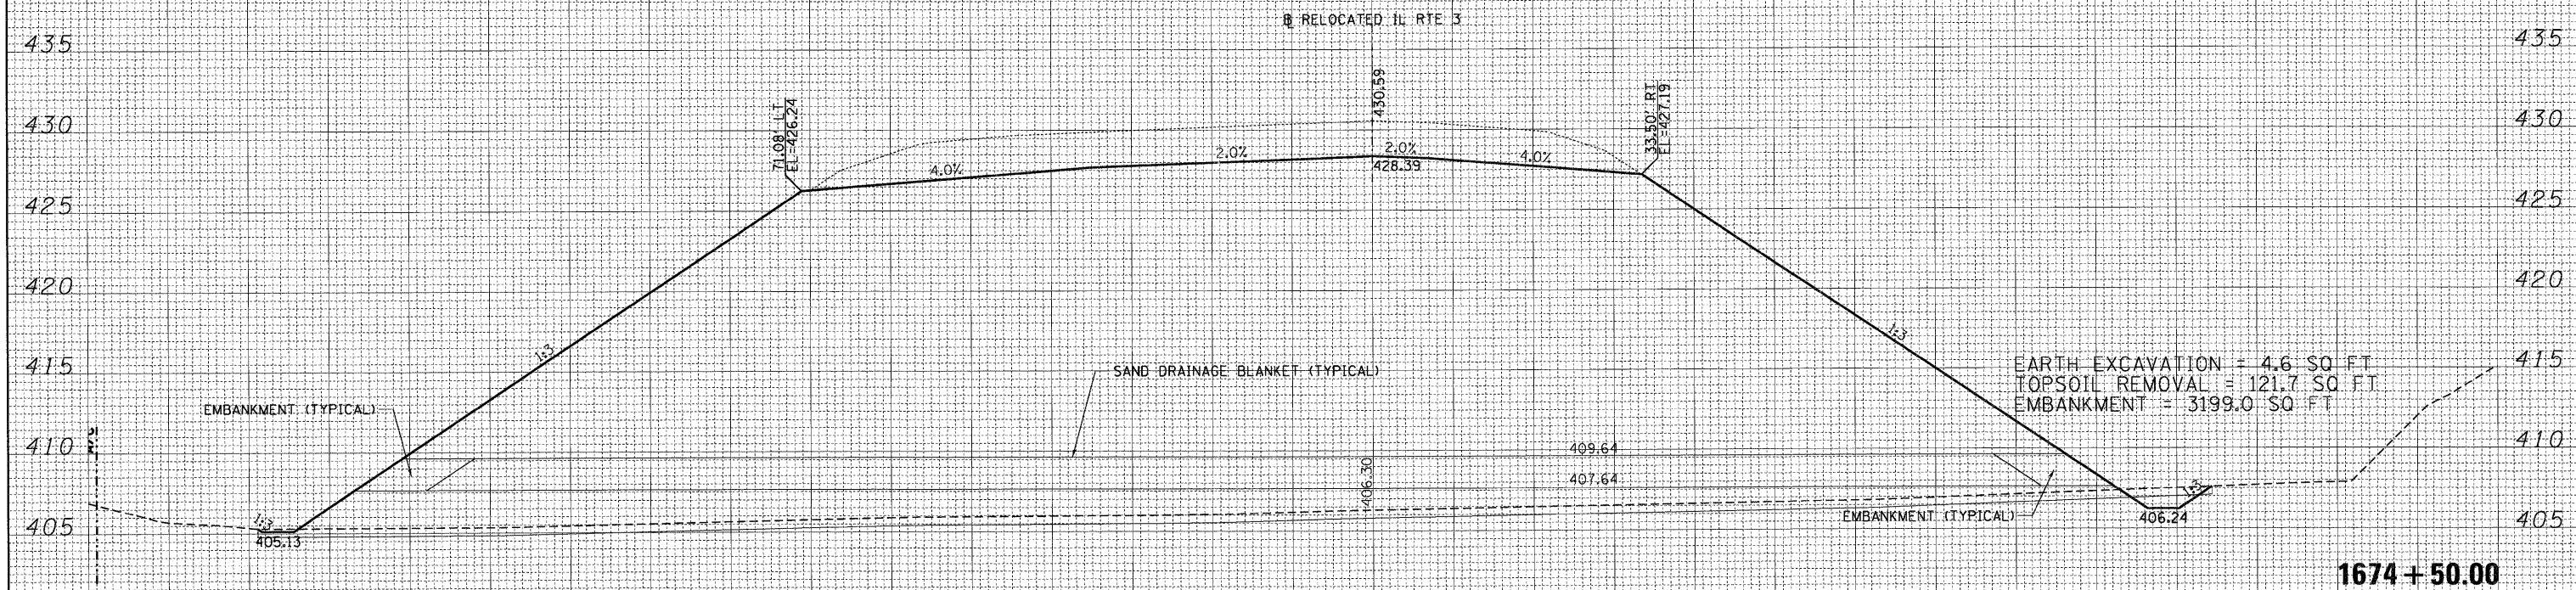 ℄ RELOCATED IL RTE 3
435
435
430
430
425
425
420
420
415
415
410
410
405
405
71.08' LT
EL=426.24
430.59
33.50' RT
EL=427.19
4.0%
2.0%
2.0%
4.0%
428.39
1:3
1:3
SAND DRAINAGE BLANKET (TYPICAL)
EARTH EXCAVATION = 4.6 SQ FT
TOPSOIL REMOVAL = 121.7 SQ FT
EMBANKMENT = 3199.0 SQ FT
EMBANKMENT (TYPICAL)
409.64
406.30
407.64
1:3
1:3
EMBANKMENT (TYPICAL)
405.13
406.24
1674+50.00